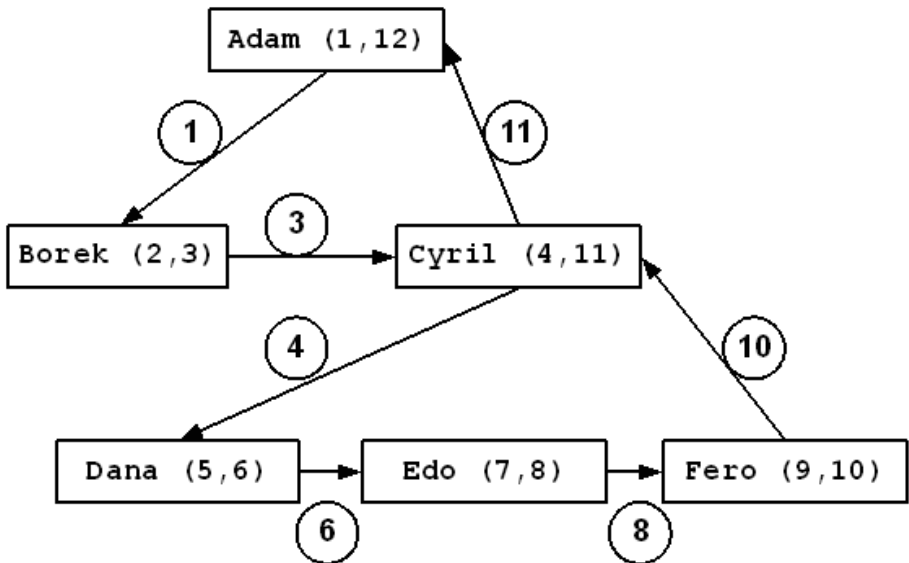 Adam (1,12)
1
11
3
Borek (2,3)
Cyril (4,11)
4
10
Dana (5,6)
Edo (7,8)
Fero (9,10)
6
8